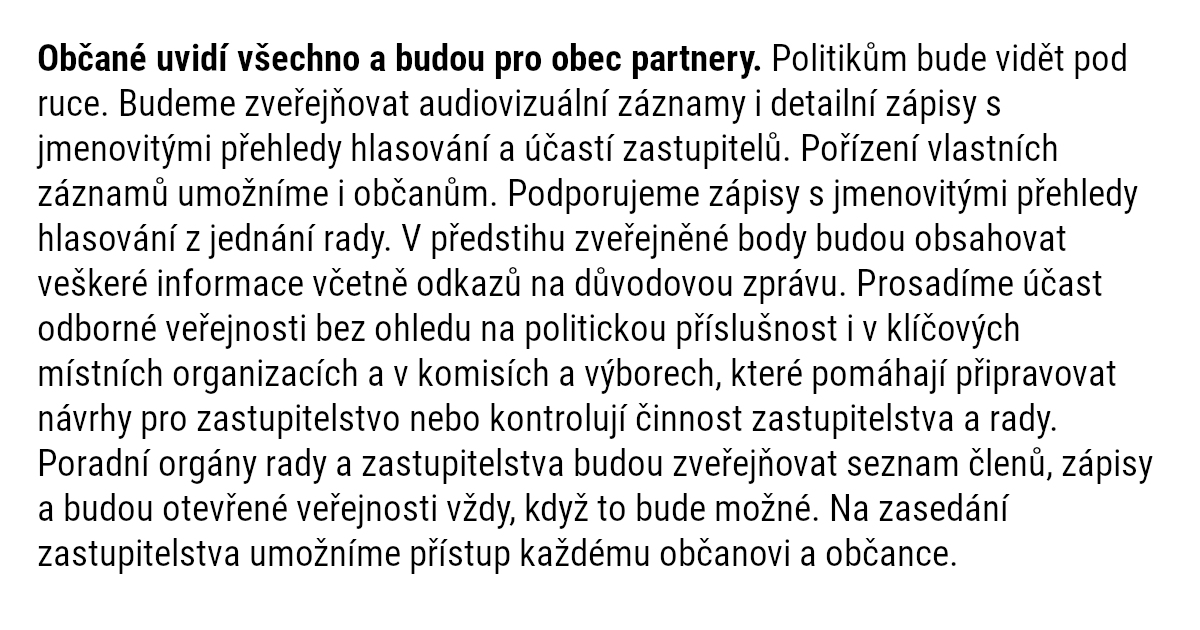 Občané uvidí všechno a budou pro obec partnery. Politikům bude vidět pod
ruce. Budeme zveřejňovat audiovizuální záznamy i detailní zápisy s
jmenovitými přehledy hlasování a účastí zastupitelů. Pořízení vlastních
záznamů umožníme i občanům. Podporujeme zápisy s jmenovitými přehledy
hlasování z jednání rady. V předstihu zveřejněné body budou obsahovat
veškeré informace včetně odkazů na důvodovou zprávu. Prosadíme účast
odborné veřejnosti bez ohledu na politickou příslušnost i v klíčových
místních organizacích a v komisích a výborech, které pomáhají připravovat
návrhy pro zastupitelstvo nebo kontrolují činnost zastupitelstva a rady.
Poradní orgány rady a zastupitelstva budou zveřejňovat seznam členů, zápisy
a budou otevřené veřejnosti vždy, když to bude možné. Na zasedání
zastupitelstva umožníme přístup každému občanovi a občance.